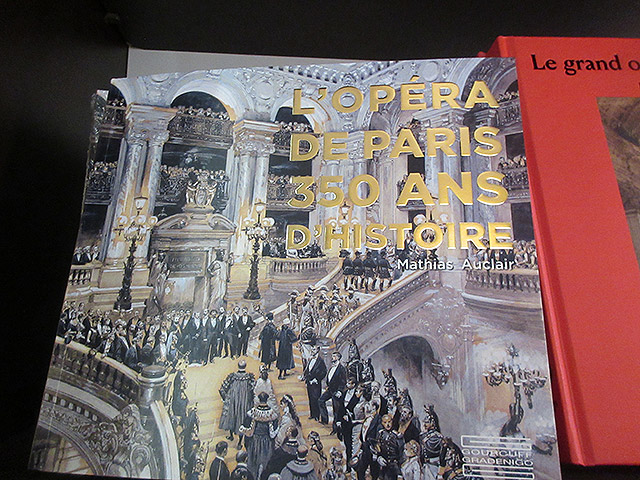 L'OPÉRA
DE PARIS
350 ANS
D'HISTOIRE
Mathias Auclair
GOURCUFF
GRADENIGO
Le grand o